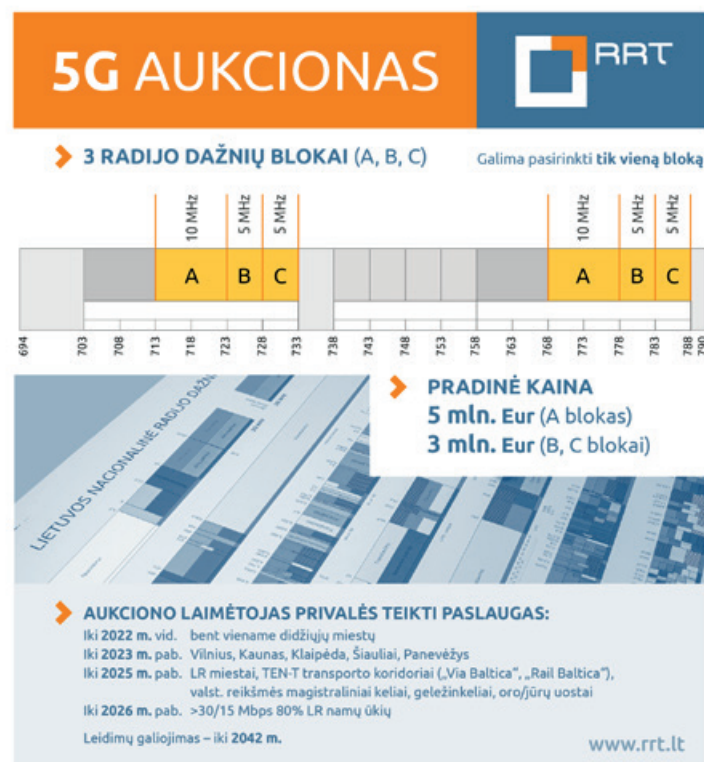 5G AUKCIONAS
RRT
3 RADIJO DAŽNIŲ BLOKAI (A, B, C)
Galima pasirinkti tik vieną bloką
10 MHz 5 MHz 5 MHz 10 MHz 5 MHz 5 MHz
A B C A B C
694 703 708 713 718 723 728 733 738 743 748 753 758 763 768 773 778 783 788 790
PRADINĖ KAINA
5 mln. Eur (A blokas)
3 mln. Eur (B, C blokai)
LIETUVOS NACIONALINĖ RADIJO DAŽNI
AUKCIONO LAIMĖTOJAS PRIVALĖS TEIKTI PASLAUGAS:
Iki 2022 m. vid. bent viename didžiųjų miestų
Iki 2023 m. pab. Vilnius, Kaunas, Klaipėda, Šiauliai, Panevėžys
Iki 2025 m. pab. LR miestai, TEN-T transporto koridoriai („Via Baltica“, „Rail Baltica“),
valst. reikšmės magistraliniai keliai, geležinkeliai, oro/jūrų uostai
Iki 2026 m. pab. >30/15 Mbps 80% LR namų ūkių
Leidimų galiojimas – iki 2042 m.
www.rrt.lt